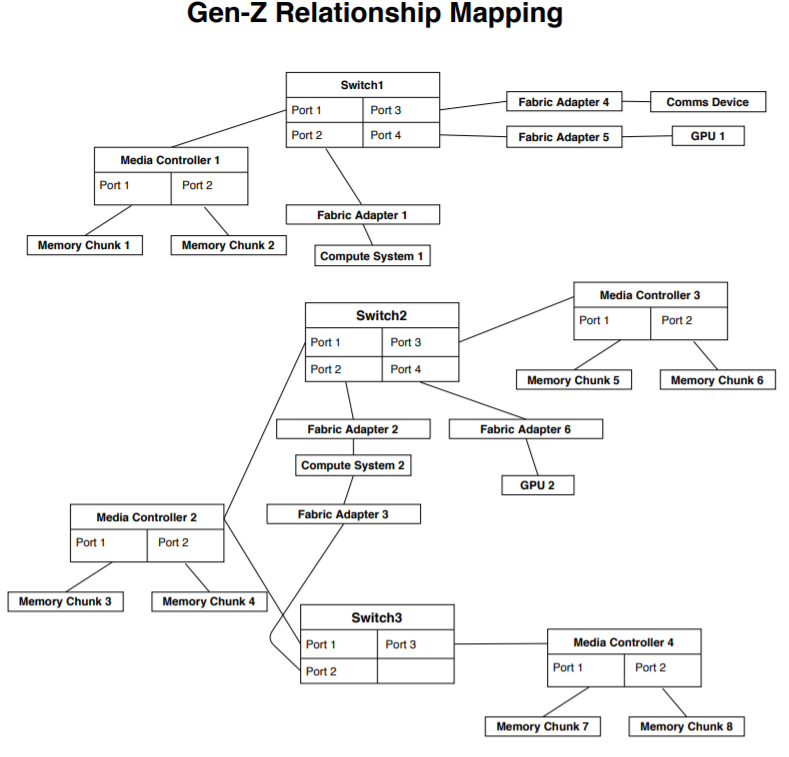 Gen-Z Relationship Mapping
Switch1
Port 1
Port 3
Port 2
Port 4
Fabric Adapter 4
Comms Device
Fabric Adapter 5
GPU 1
Media Controller 1
Port 1
Port 2
Memory Chunk 1
Memory Chunk 2
Fabric Adapter 1
Compute System 1
Switch2
Port 1
Port 3
Port 2
Port 4
Media Controller 3
Port 1
Port 2
Memory Chunk 5
Memory Chunk 6
Fabric Adapter 2
Fabric Adapter 6
Compute System 2
GPU 2
Fabric Adapter 3
Media Controller 2
Port 1
Port 2
Memory Chunk 3
Memory Chunk 4
Switch3
Port 1
Port 3
Port 2
Media Controller 4
Port 1
Port 2
Memory Chunk 7
Memory Chunk 8